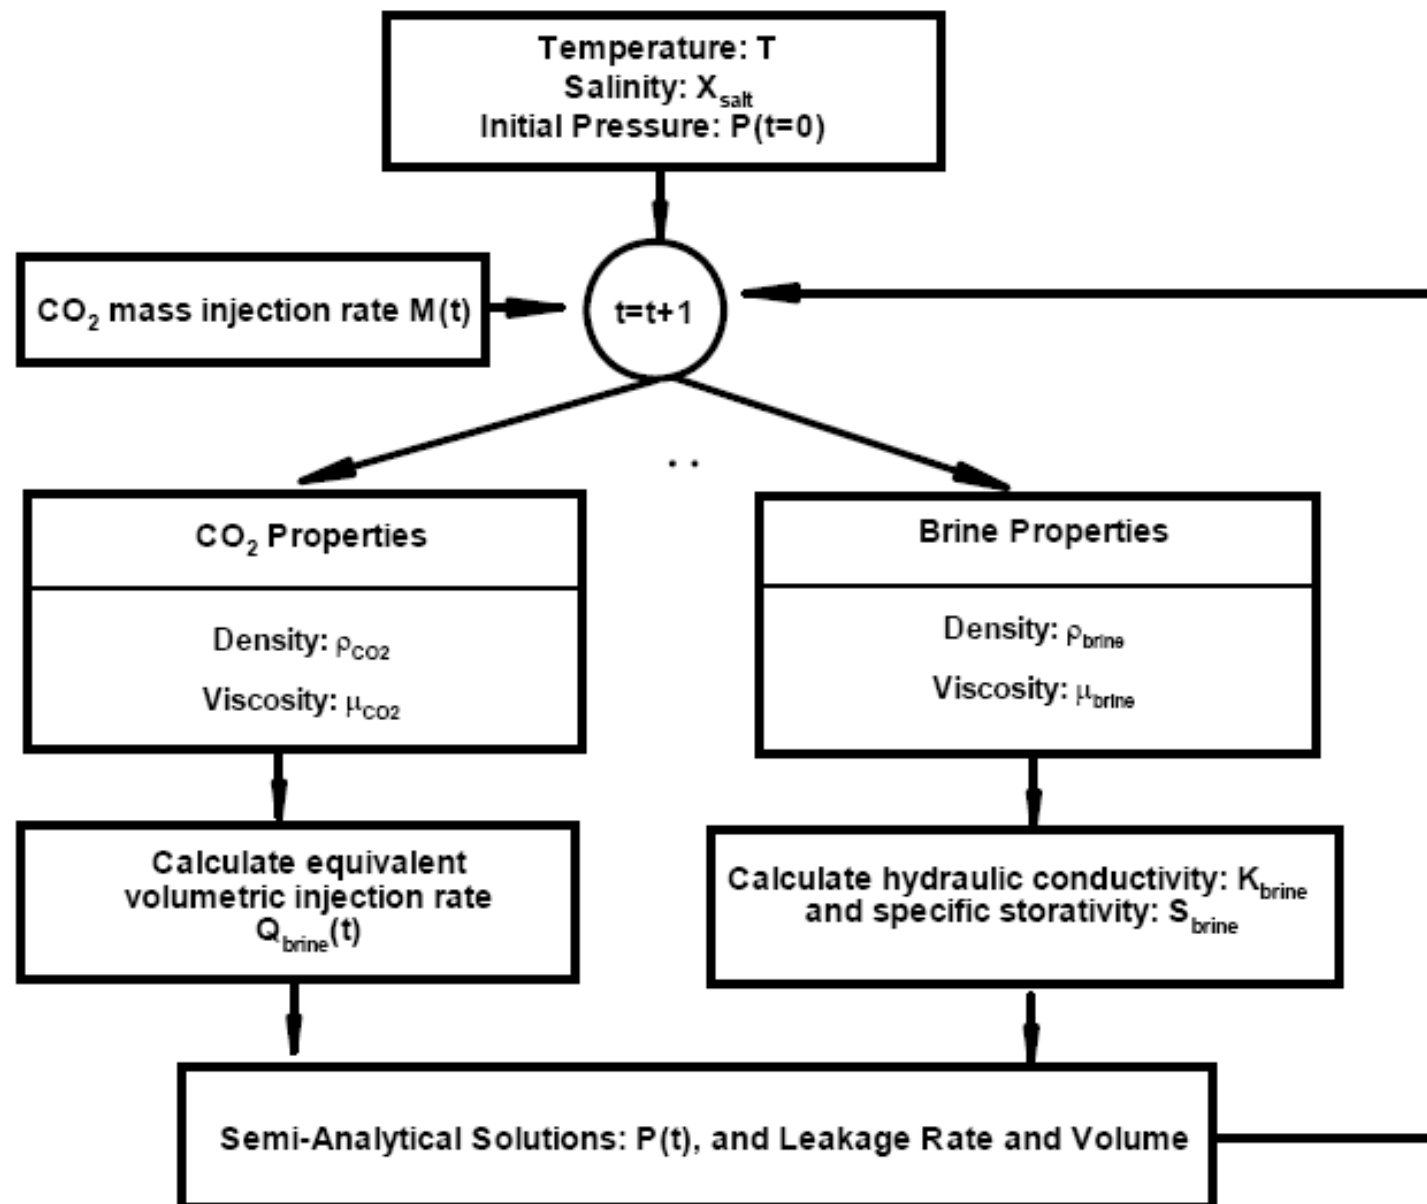 Temperature: T
Salinity: X_salt
Initial Pressure: P(t=0)
CO₂ mass injection rate M(t)
t=t+1
. .
CO₂ Properties
Density: ρ_CO2
Viscosity: μ_CO2
Brine Properties
Density: ρ_brine
Viscosity: μ_brine
Calculate equivalent
volumetric injection rate
Q_brine(t)
Calculate hydraulic conductivity: K_brine
and specific storativity: S_brine
Semi-Analytical Solutions: P(t), and Leakage Rate and Volume